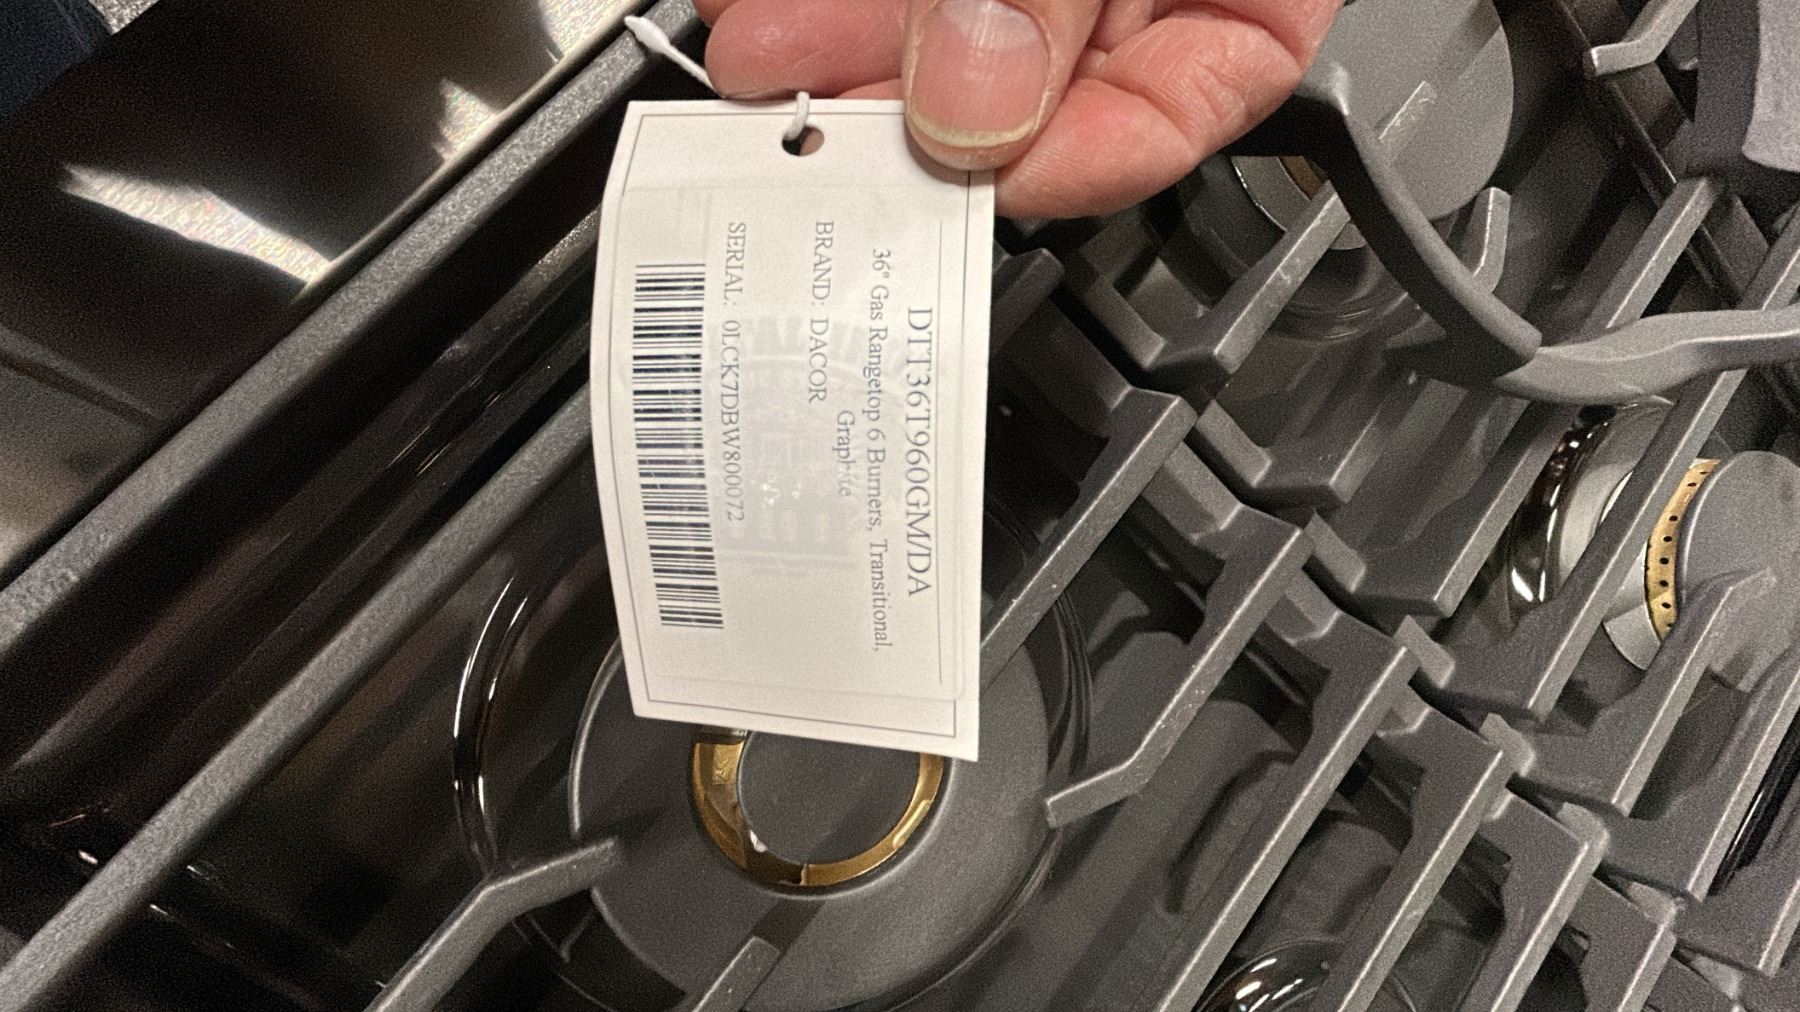 DTT36T960GM/DA
36" Gas Rangetop 6 Burners, Transitional,
Graphite
BRAND: DACOR
SERIAL: 0LCK7DBW800072